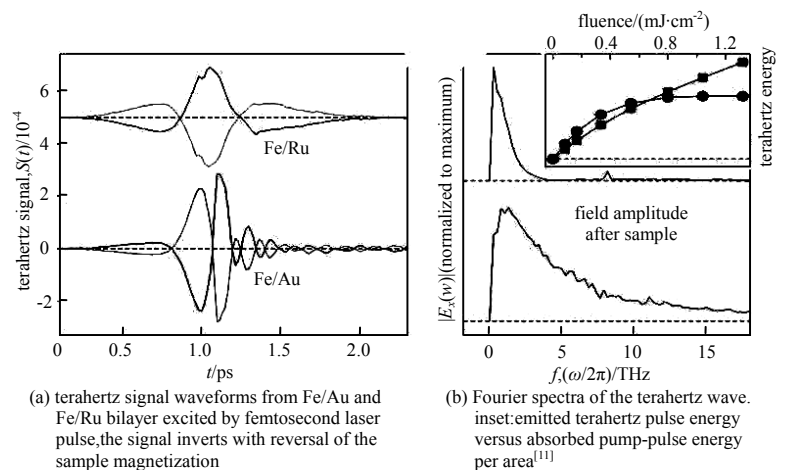 fluence/(mJ·cm⁻²)
0 0.4 0.8 1.2
terahertz energy
6
4
2
0
-2
terahertz signal,S(t)/10⁻⁴
Fe/Ru
Fe/Au
|Eₓ(w)|(normalized to maximum)
field amplitude
after sample
0 0.5 1.0 1.5 2.0
t/ps
0 5 10 15
f,(ω/2π)/THz
(a) terahertz signal waveforms from Fe/Au and
Fe/Ru bilayer excited by femtosecond laser
pulse,the signal inverts with reversal of the
sample magnetization
(b) Fourier spectra of the terahertz wave.
inset:emitted terahertz pulse energy
versus absorbed pump-pulse energy
per area[11]